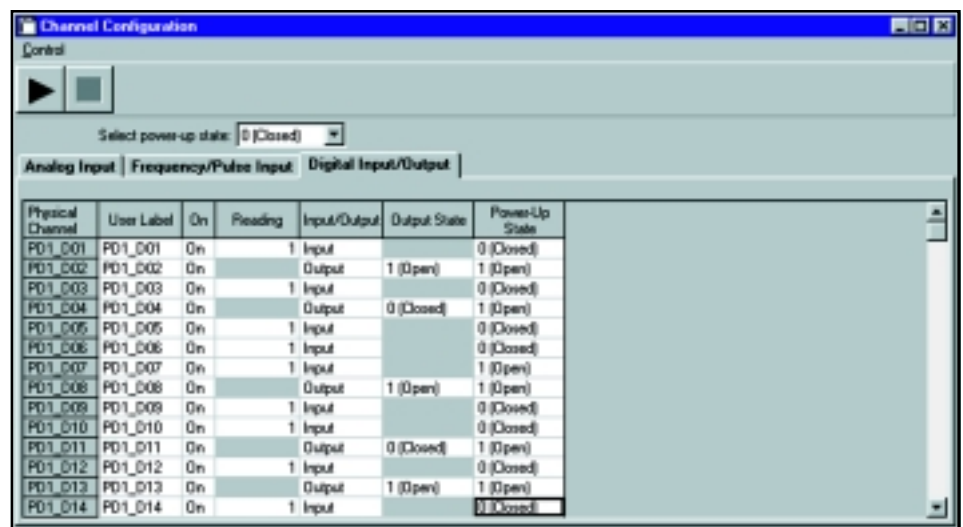 Channel Configuration
Control
Select power-up state: 0 (Closed)
Analog Input Frequency/Pulse Input Digital Input/Output
Physical Channel User Label On Reading Input/Output Output State Power-Up State
PD1_D01 PD1_D01 On 1 Input 0 (Closed)
PD1_D02 PD1_D02 On Output 1 (Open) 1 (Open)
PD1_D03 PD1_D03 On 1 Input 0 (Closed)
PD1_D04 PD1_D04 On Output 0 (Closed) 1 (Open)
PD1_D05 PD1_D05 On 1 Input 0 (Closed)
PD1_D06 PD1_D06 On 1 Input 0 (Closed)
PD1_D07 PD1_D07 On 1 Input 1 (Open)
PD1_D08 PD1_D08 On Output 1 (Open) 1 (Open)
PD1_D09 PD1_D09 On 1 Input 0 (Closed)
PD1_D10 PD1_D10 On 1 Input 0 (Closed)
PD1_D11 PD1_D11 On Output 0 (Closed) 1 (Open)
PD1_D12 PD1_D12 On 1 Input 0 (Closed)
PD1_D13 PD1_D13 On Output 1 (Open) 1 (Open)
PD1_D14 PD1_D14 On 1 Input 0 (Closed)